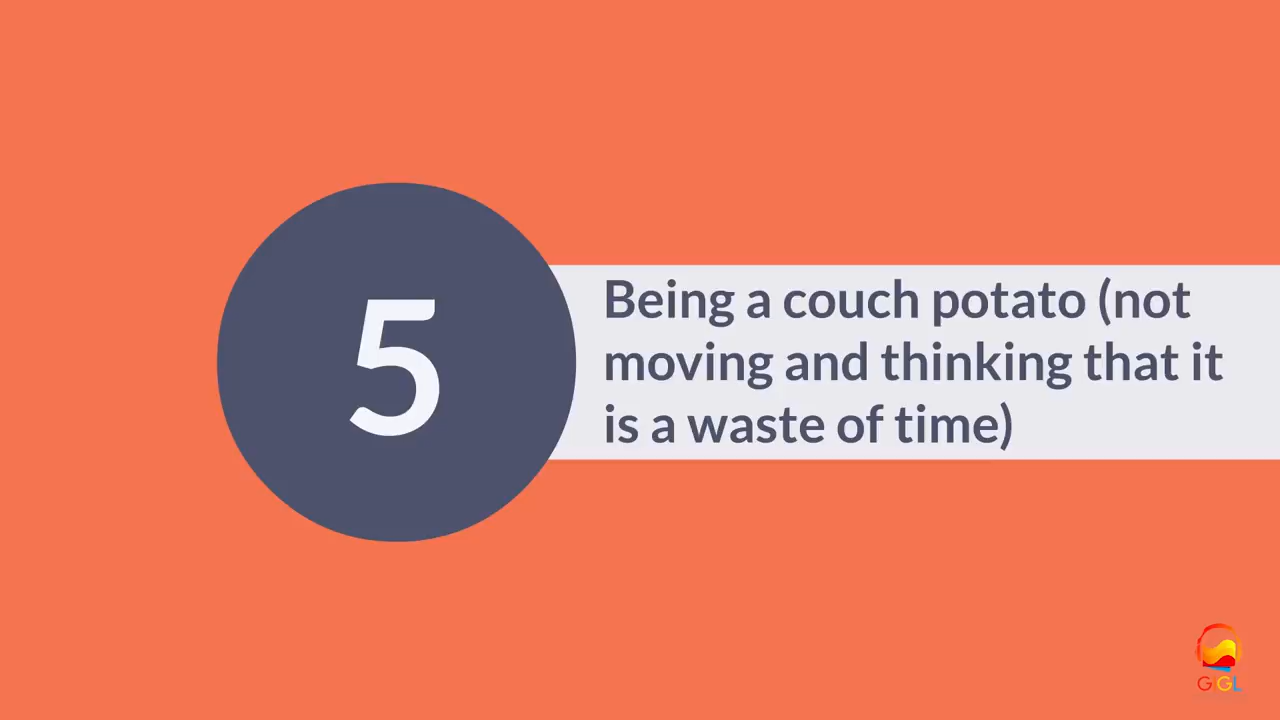 5
Being a couch potato (not
moving and thinking that it
is a waste of time)
GIGL